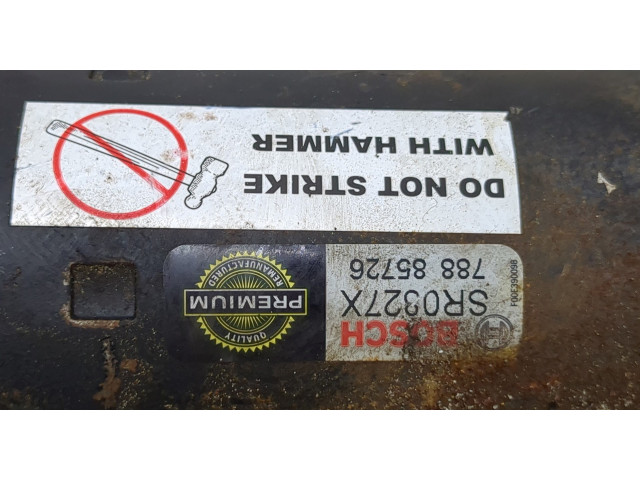 BOSCH
SR0327X
788 85726
F00E390098
QUALITY
PREMIUM
REMANUFACTURED
DO NOT STRIKE
WITH HAMMER